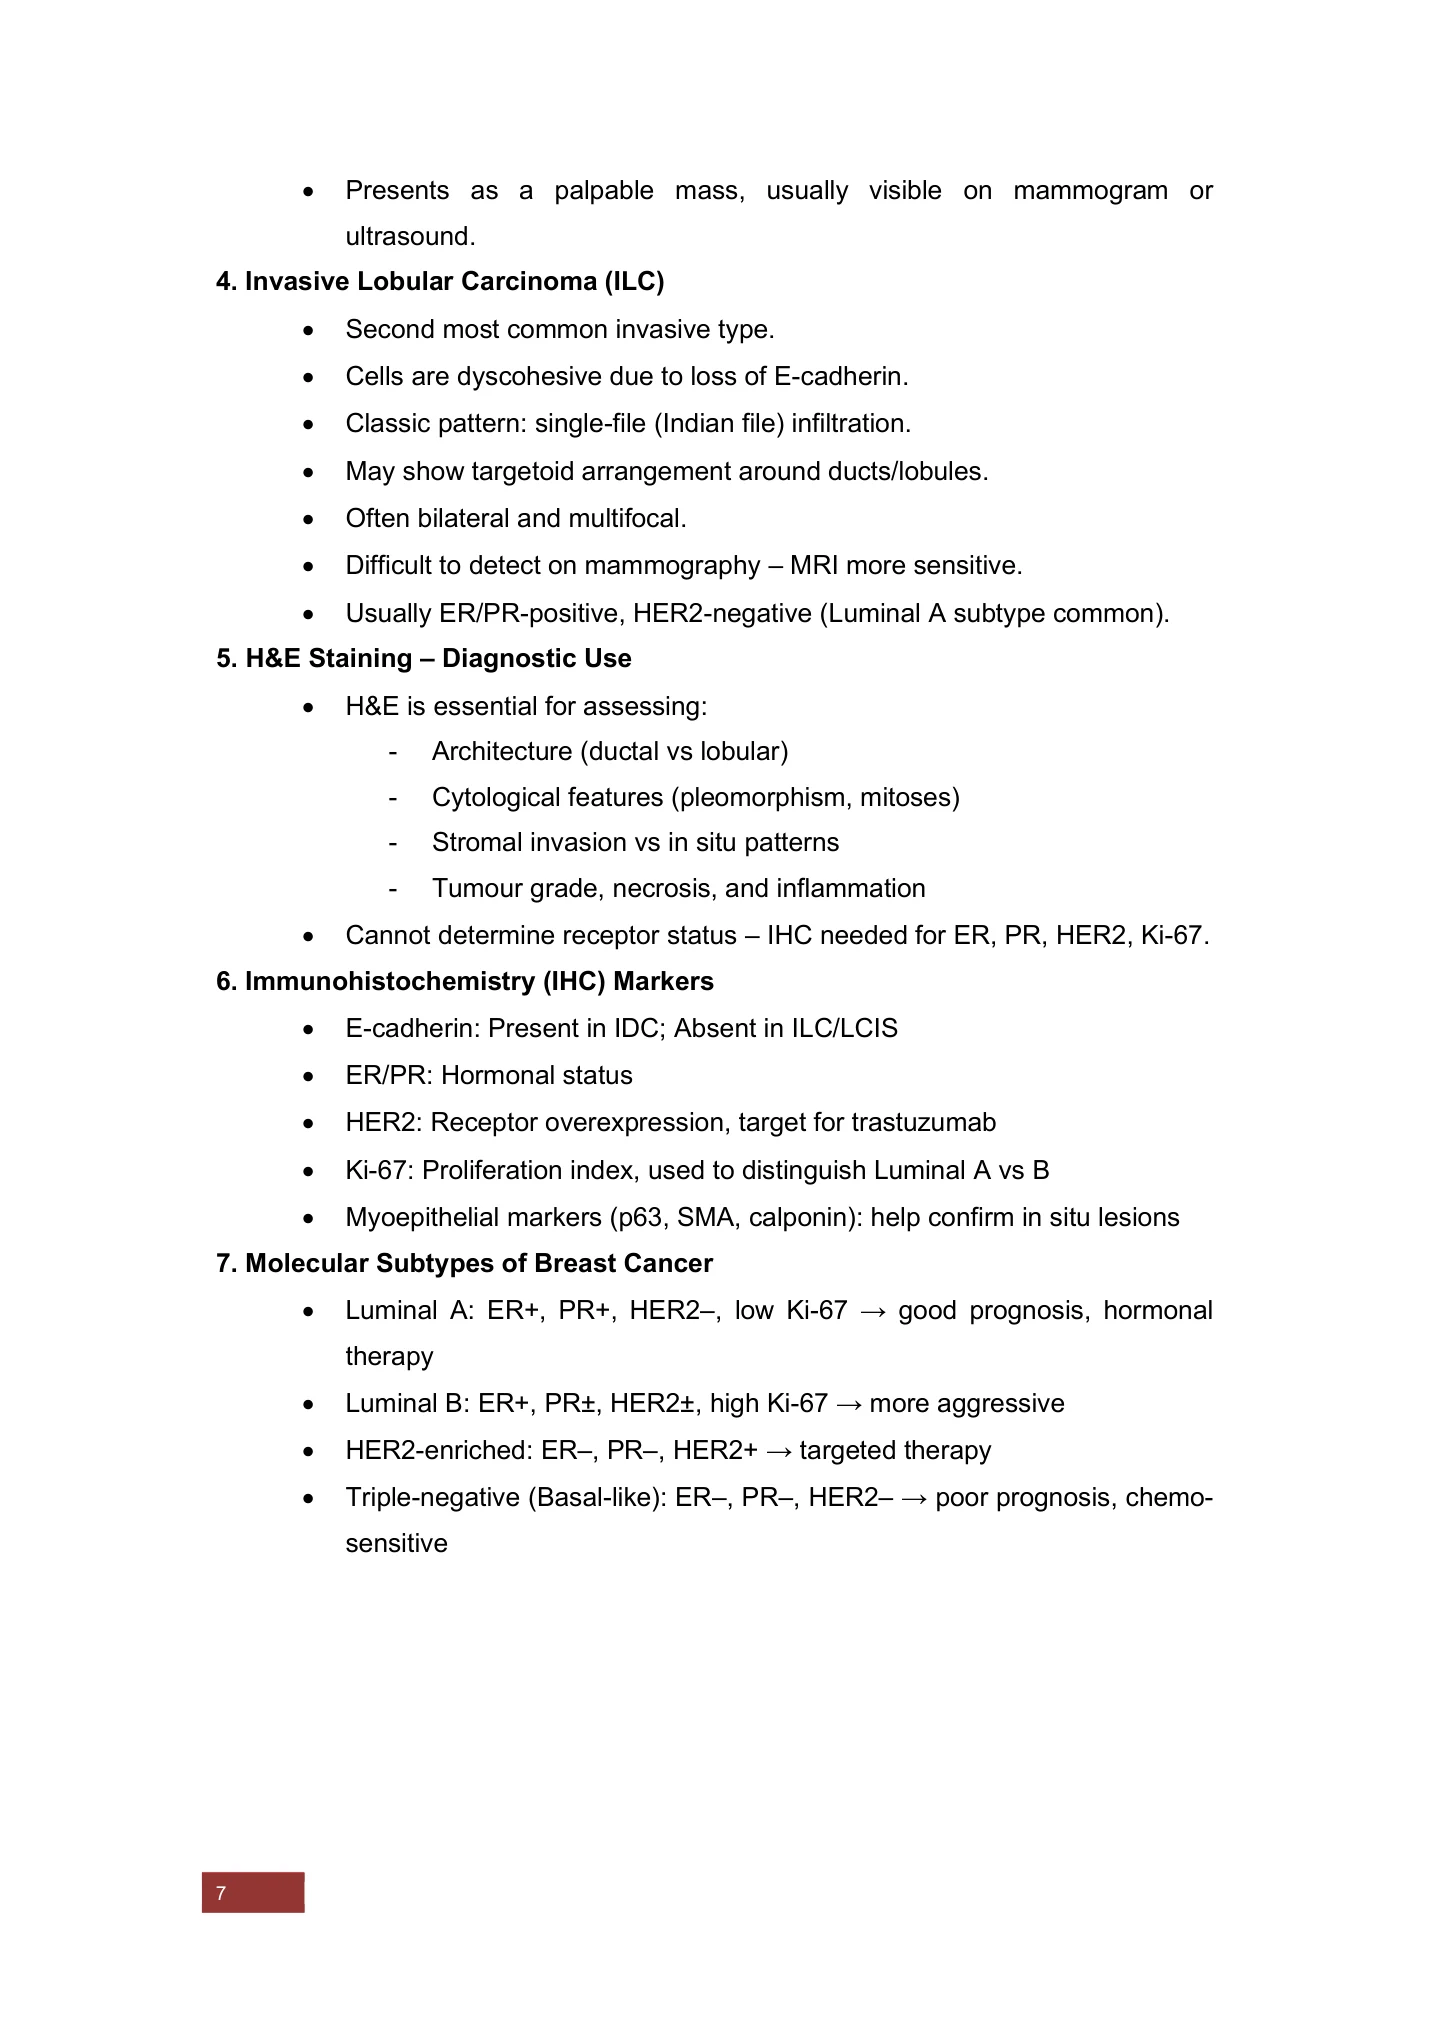 • Presents as a palpable mass, usually visible on mammogram or
ultrasound.
4. Invasive Lobular Carcinoma (ILC)
• Second most common invasive type.
• Cells are dyscohesive due to loss of E-cadherin.
• Classic pattern: single-file (Indian file) infiltration.
• May show targetoid arrangement around ducts/lobules.
• Often bilateral and multifocal.
• Difficult to detect on mammography – MRI more sensitive.
• Usually ER/PR-positive, HER2-negative (Luminal A subtype common).
5. H&E Staining – Diagnostic Use
• H&E is essential for assessing:
- Architecture (ductal vs lobular)
- Cytological features (pleomorphism, mitoses)
- Stromal invasion vs in situ patterns
- Tumour grade, necrosis, and inflammation
• Cannot determine receptor status – IHC needed for ER, PR, HER2, Ki-67.
6. Immunohistochemistry (IHC) Markers
• E-cadherin: Present in IDC; Absent in ILC/LCIS
• ER/PR: Hormonal status
• HER2: Receptor overexpression, target for trastuzumab
• Ki-67: Proliferation index, used to distinguish Luminal A vs B
• Myoepithelial markers (p63, SMA, calponin): help confirm in situ lesions
7. Molecular Subtypes of Breast Cancer
• Luminal A: ER+, PR+, HER2–, low Ki-67 → good prognosis, hormonal
therapy
• Luminal B: ER+, PR±, HER2±, high Ki-67 → more aggressive
• HER2-enriched: ER–, PR–, HER2+ → targeted therapy
• Triple-negative (Basal-like): ER–, PR–, HER2– → poor prognosis, chemo-
sensitive
7